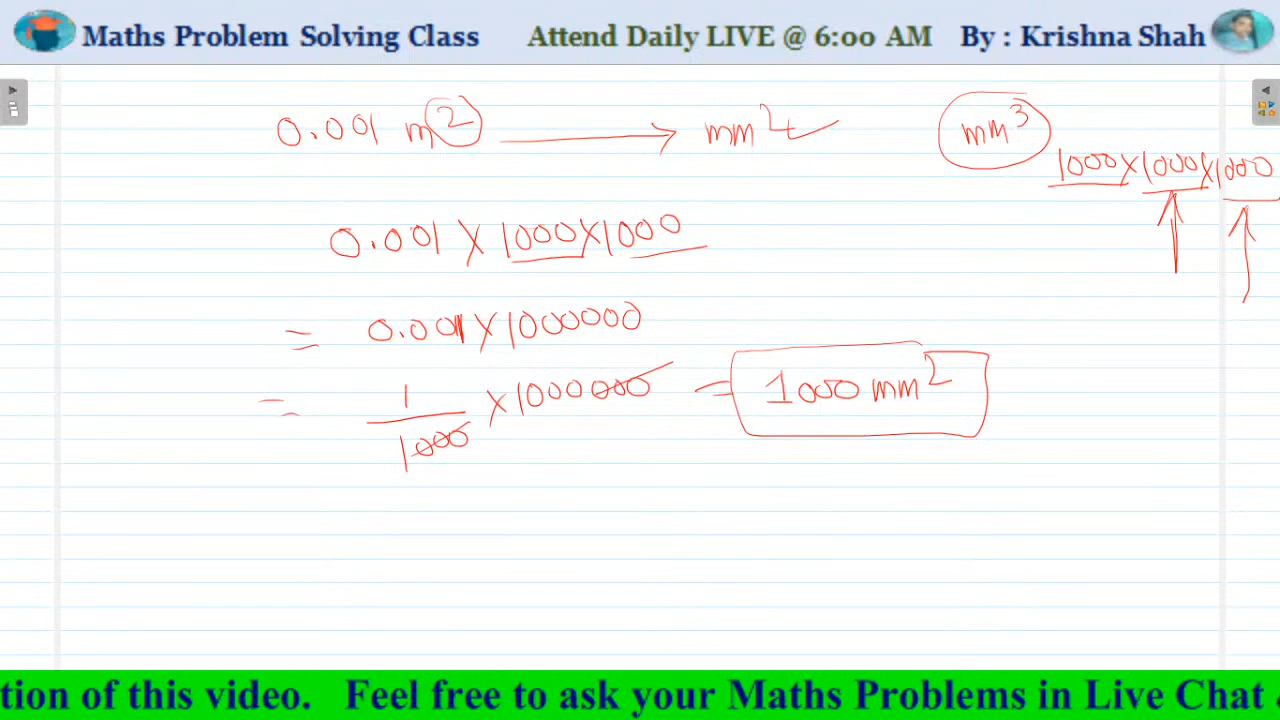 Maths Problem Solving Class Attend Daily LIVE @ 6:00 AM By : Krishna Shah
0.001 m² → mm² mm³
1000×1000×1000
0.001 × 1000×1000
= 0.001×1000000
= 1/1000 ×1000000 = 1000 mm²
tion of this video. Feel free to ask your Maths Problems in Live Chat